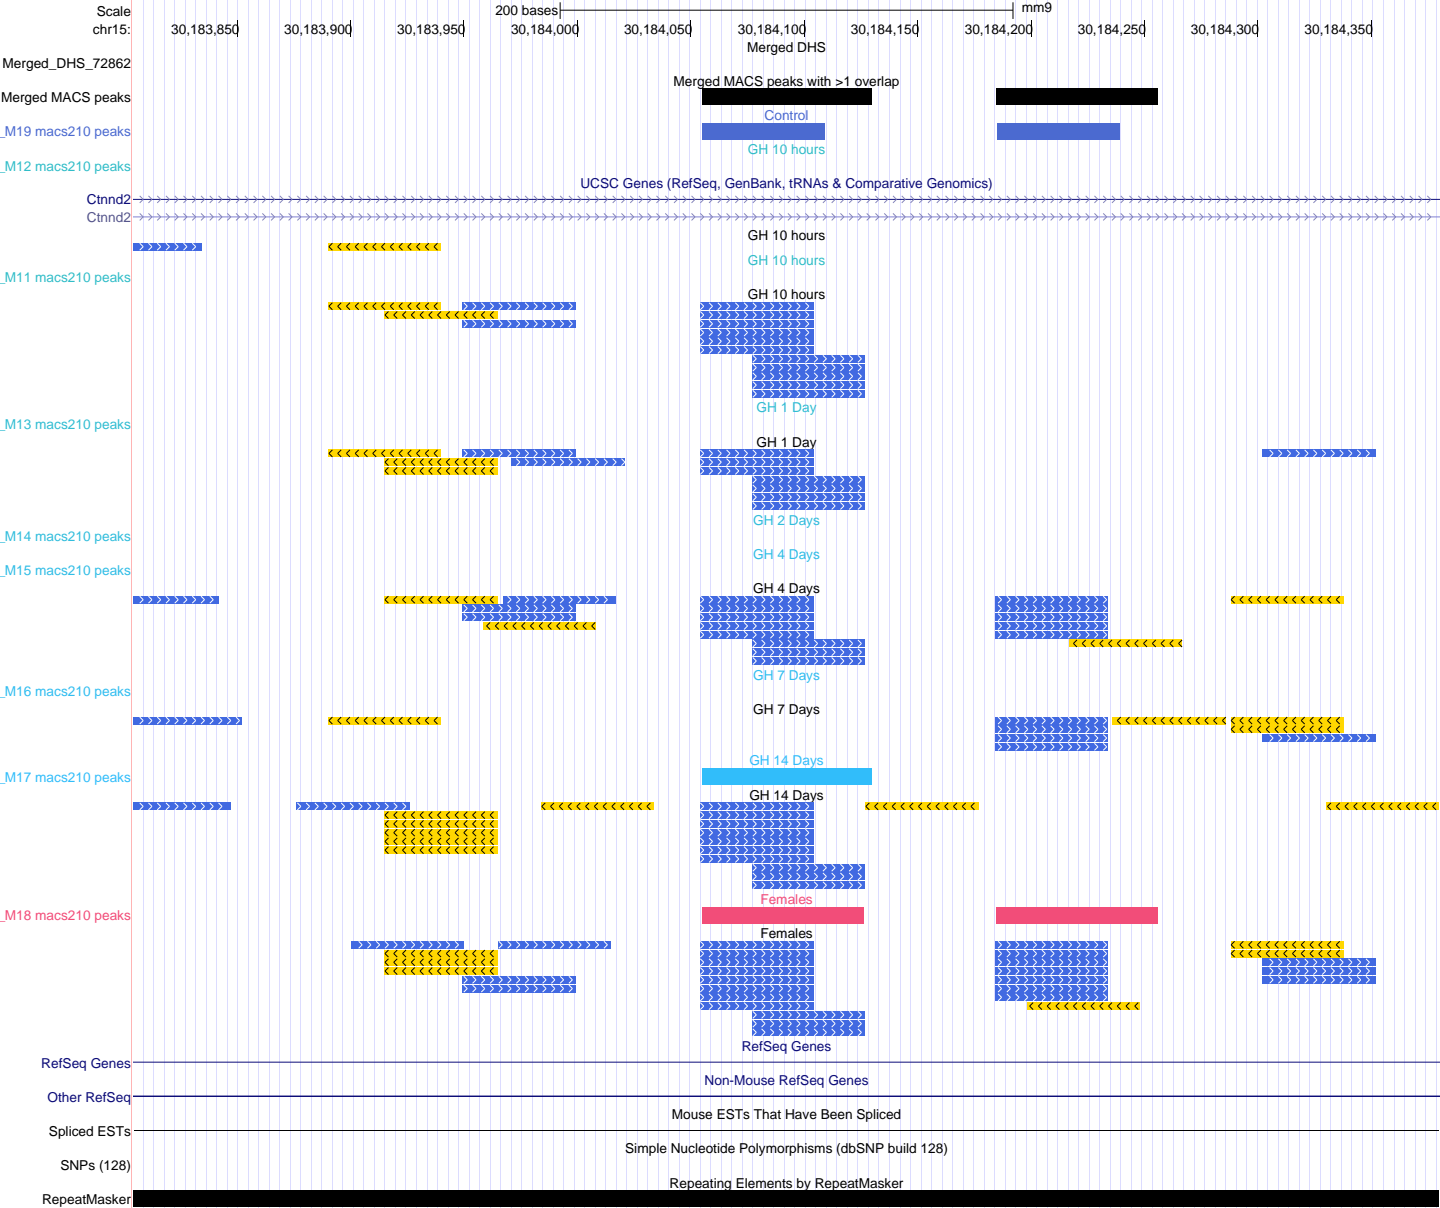 Scale 200 bases mm9
chr15: 30,183,850 30,183,900 30,183,950 30,184,000 30,184,050 30,184,100 30,184,150 30,184,200 30,184,250 30,184,300 30,184,350
Merged DHS
Merged_DHS_72862
Merged MACS peaks with >1 overlap
Merged MACS peaks
Control
_M19 macs210 peaks
GH 10 hours
_M12 macs210 peaks
UCSC Genes (RefSeq, GenBank, tRNAs & Comparative Genomics)
Ctnnd2
Ctnnd2
GH 10 hours
GH 10 hours
_M11 macs210 peaks
GH 10 hours
GH 1 Day
_M13 macs210 peaks
GH 1 Day
GH 2 Days
_M14 macs210 peaks
GH 4 Days
_M15 macs210 peaks
GH 4 Days
GH 7 Days
_M16 macs210 peaks
GH 7 Days
GH 14 Days
_M17 macs210 peaks
GH 14 Days
Females
_M18 macs210 peaks
Females
RefSeq Genes
RefSeq Genes
Non-Mouse RefSeq Genes
Other RefSeq
Mouse ESTs That Have Been Spliced
Spliced ESTs
Simple Nucleotide Polymorphisms (dbSNP build 128)
SNPs (128)
Repeating Elements by RepeatMasker
RepeatMasker